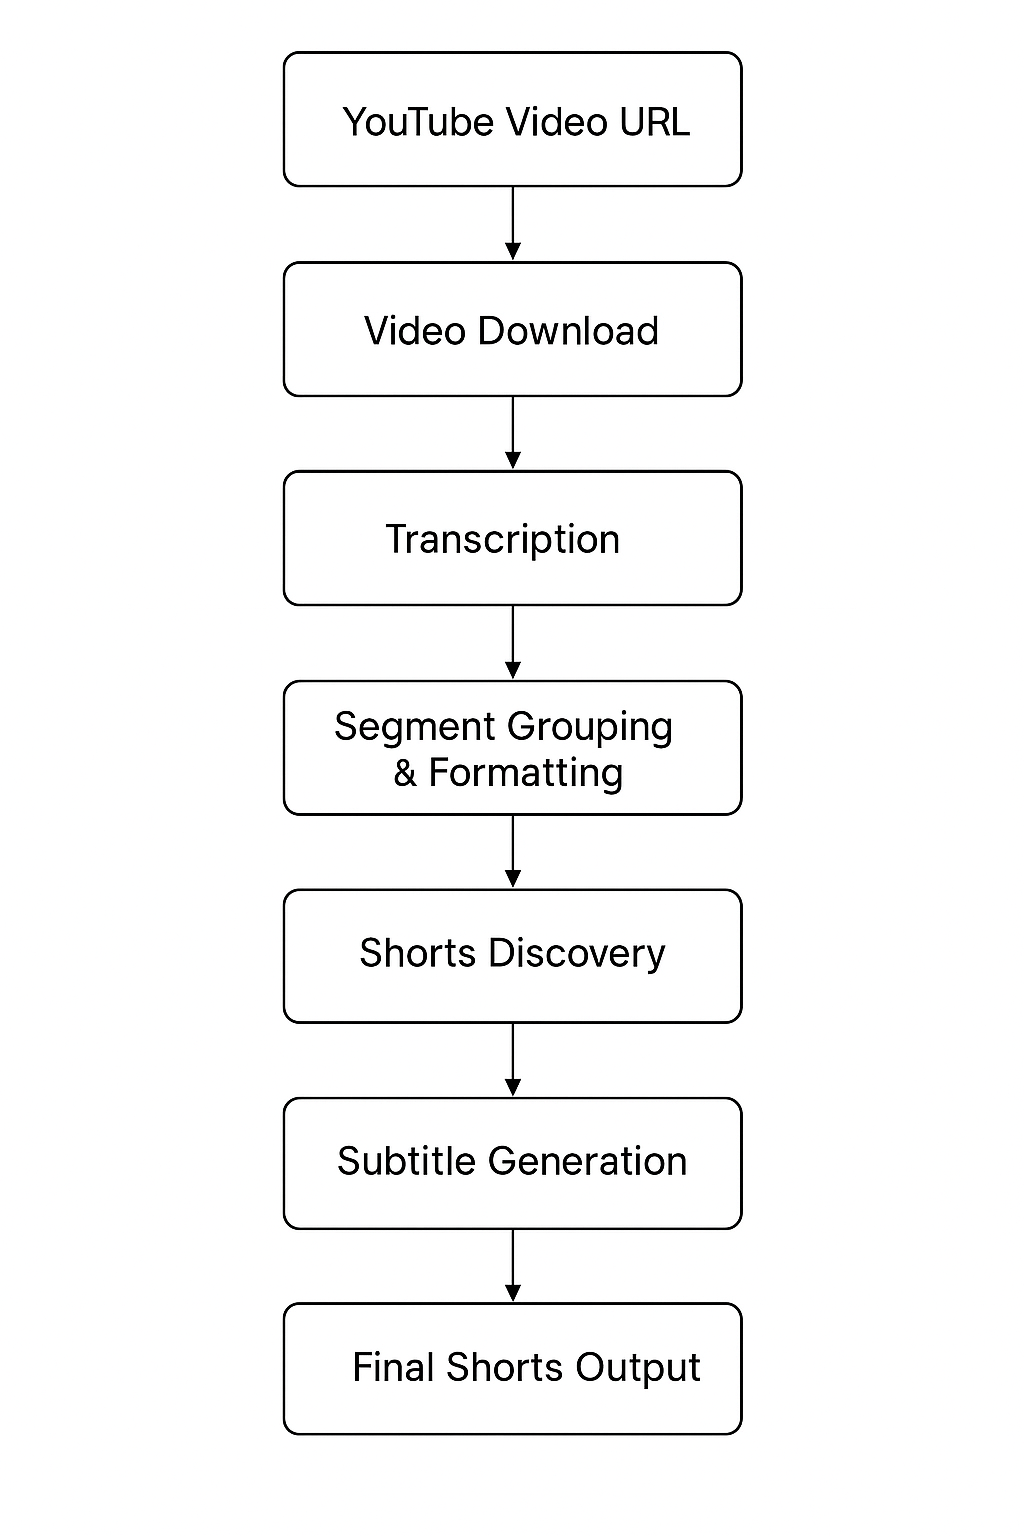 YouTube Video URL
Video Download
Transcription
Segment Grouping
& Formatting
Shorts Discovery
Subtitle Generation
Final Shorts Output